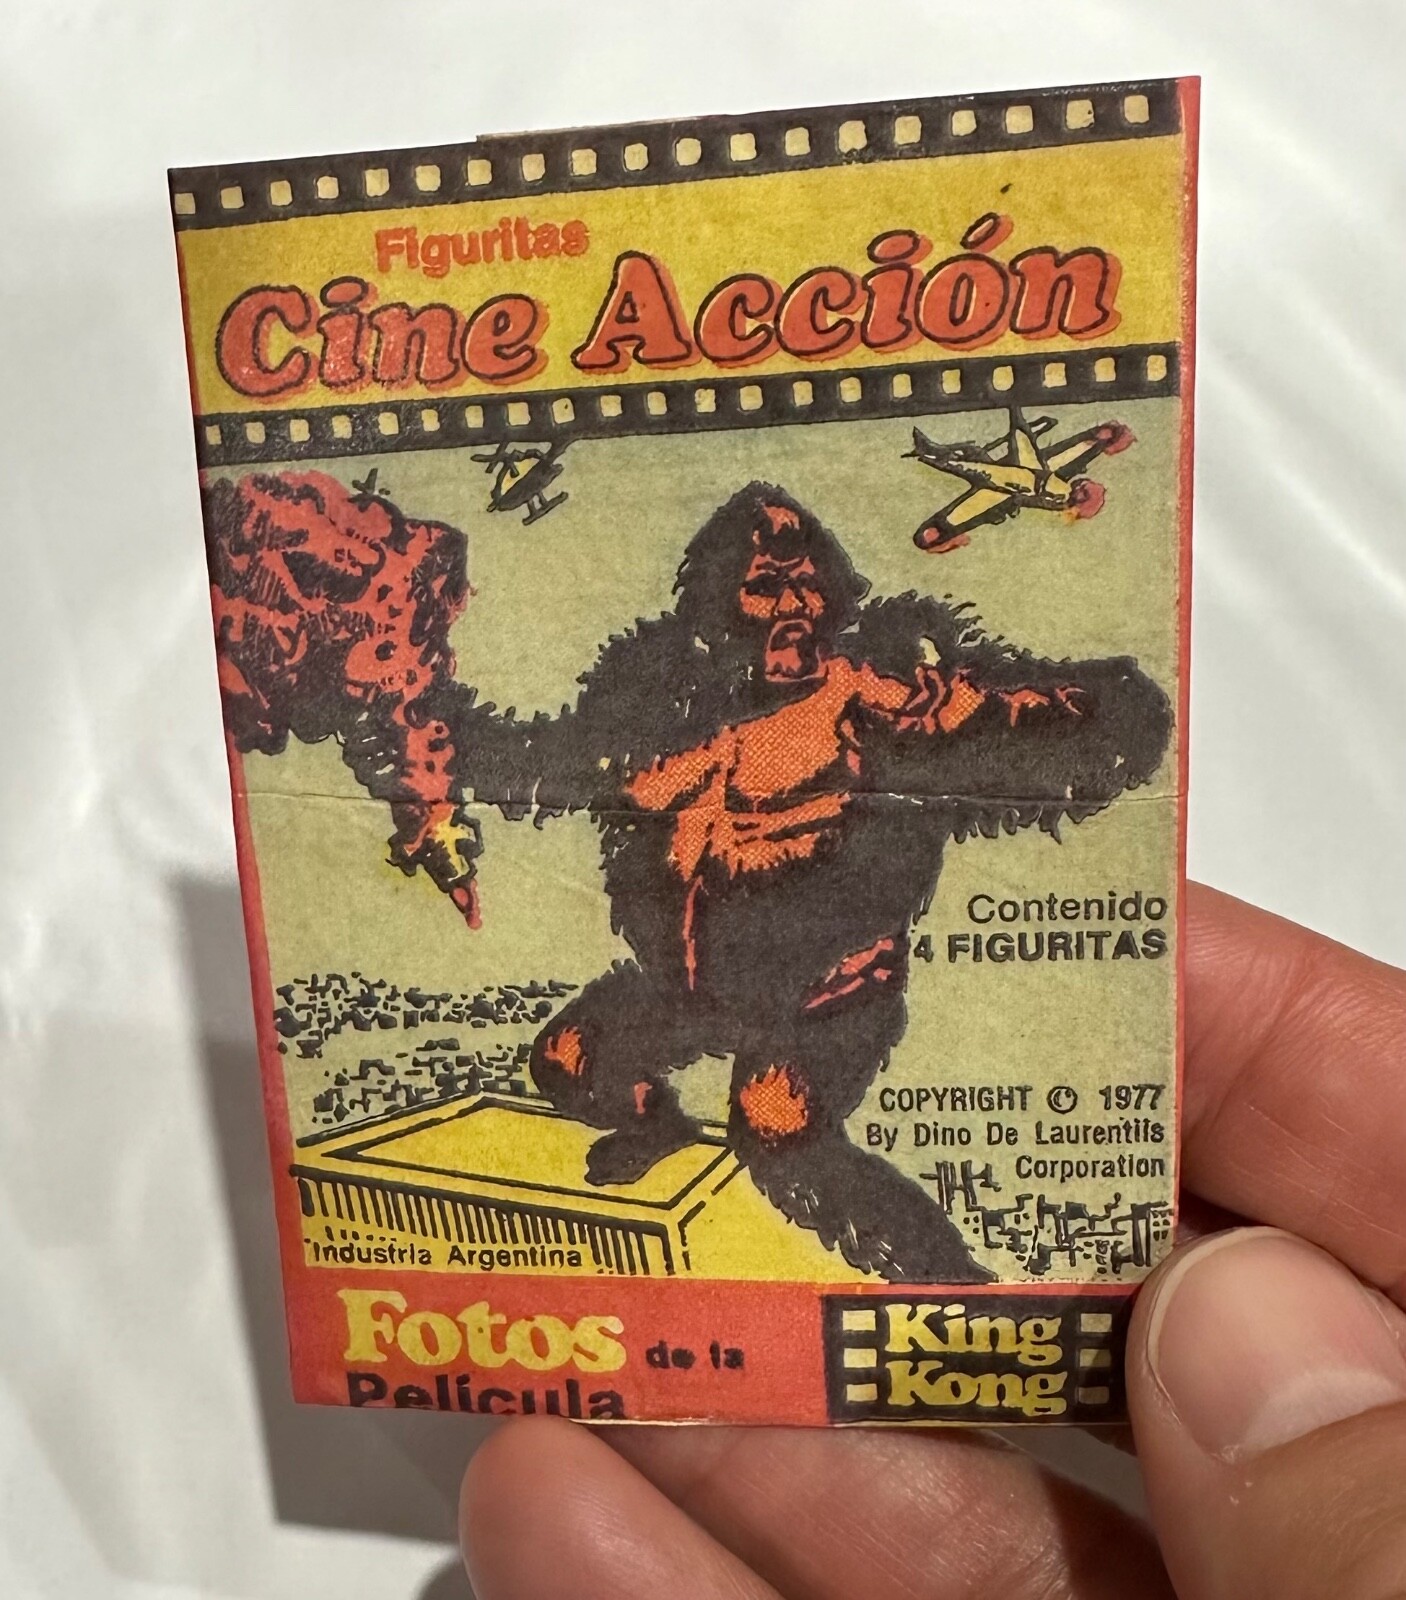 Figuritas
Cine Acción
Contenido
4 FIGURITAS
COPYRIGHT © 1977
By Dino De Laurentiis
Corporation
Industria Argentina
Fotos de la
Película
King
Kong